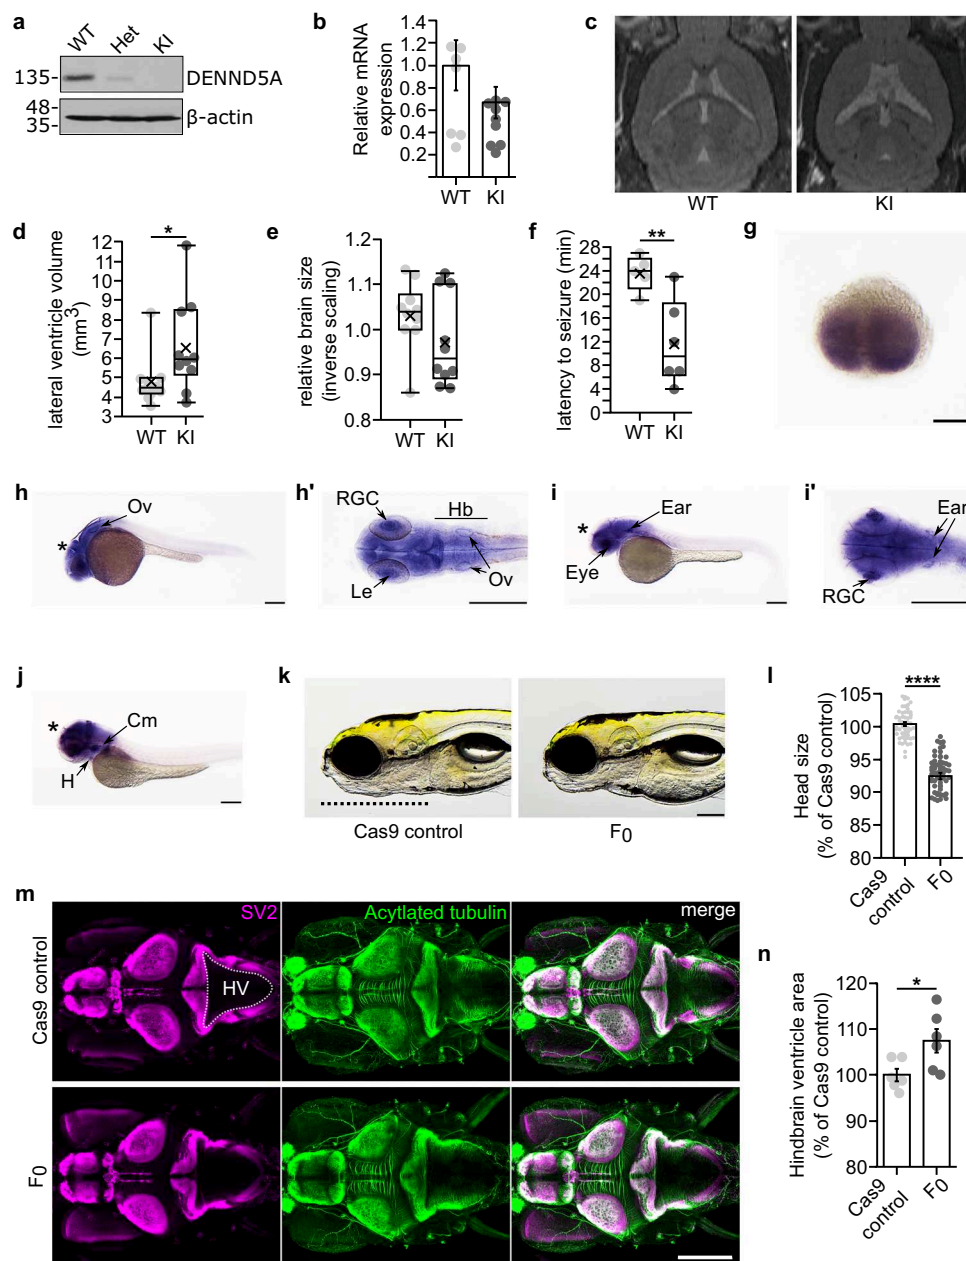 a
WT
Het
KI
135-
DENND5A
48-
35-
β-actin
b
Relative mRNA
expression
1.4
1.2
1.0
0.8
0.6
0.4
0.2
WT
KI
c
WT
KI
d
lateral ventricle volume
(mm3)
*
12
11
10
9
8
7
6
5
4
3
WT
KI
e
relative brain size
(inverse scaling)
1.2
1.1
1.0
0.9
0.8
WT
KI
f
latency to seizure (min)
**
28
24
20
16
12
8
4
0
WT
KI
g
h
Ov
*
h'
RGC
Hb
Le
Ov
i
Ear
*
Eye
i'
Ear
RGC
j
*
Cm
H
k
Cas9 control
F0
l
Head size
(% of Cas9 control)
****
105
100
95
90
85
80
Cas9
control
F0
m
SV2
Acytlated tubulin
merge
Cas9 control
HV
F0
n
Hindbrain ventricle area
(% of Cas9 control)
*
120
110
100
90
80
Cas9
control
F0